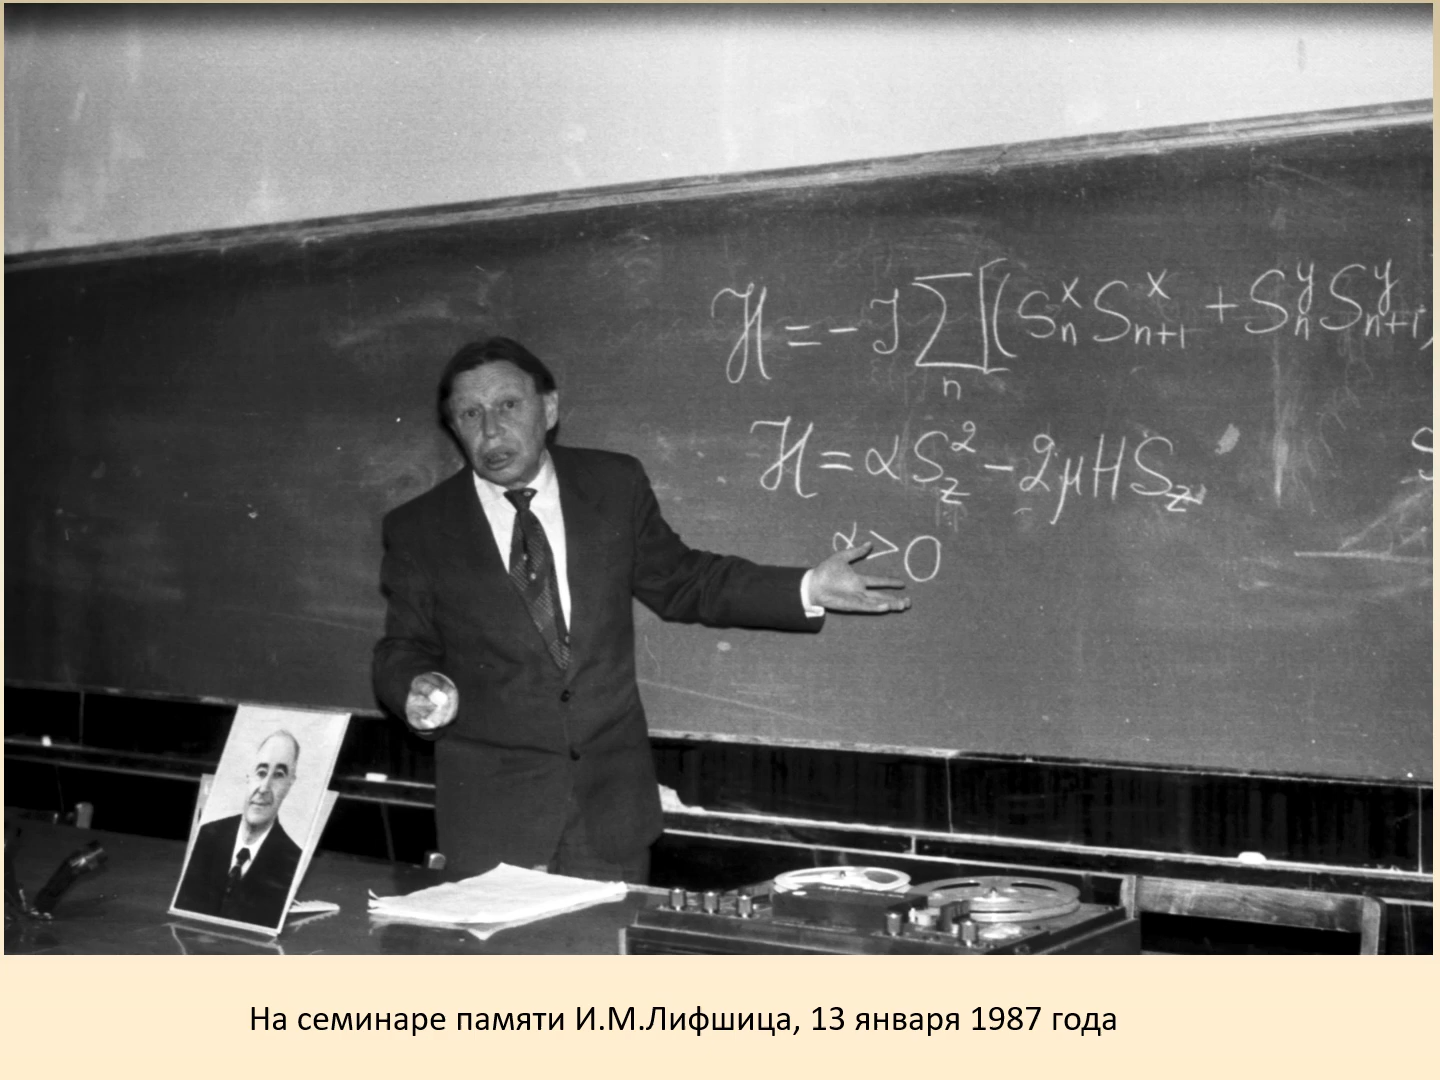 ℋ = - J ∑ₙ [(SₙˣSₙ₊₁ˣ + SₙʸSₙ₊₁ʸ)
ℋ = αS_z² - 2μHS_z
α > 0
На семинаре памяти И.М.Лифшица, 13 января 1987 года